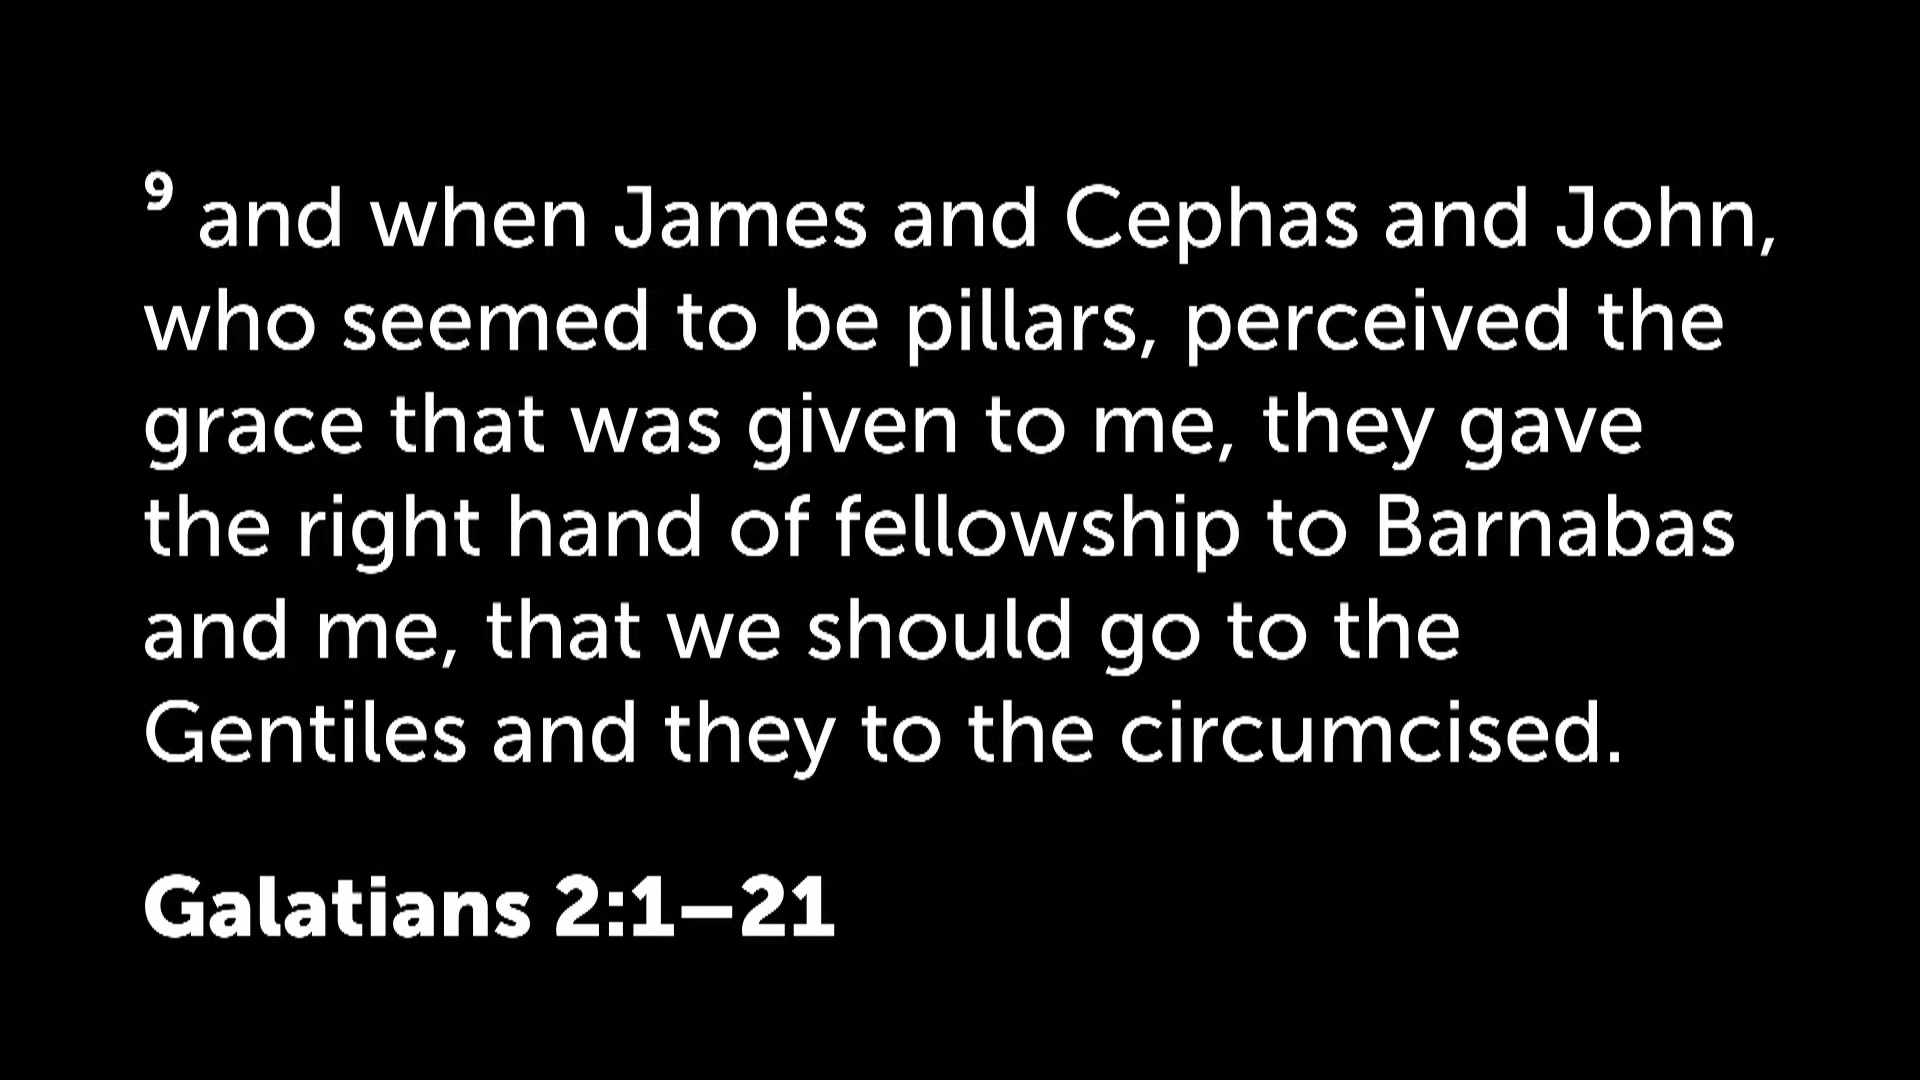 9 and when James and Cephas and John,
who seemed to be pillars, perceived the
grace that was given to me, they gave
the right hand of fellowship to Barnabas
and me, that we should go to the
Gentiles and they to the circumcised.
Galatians 2:1–21